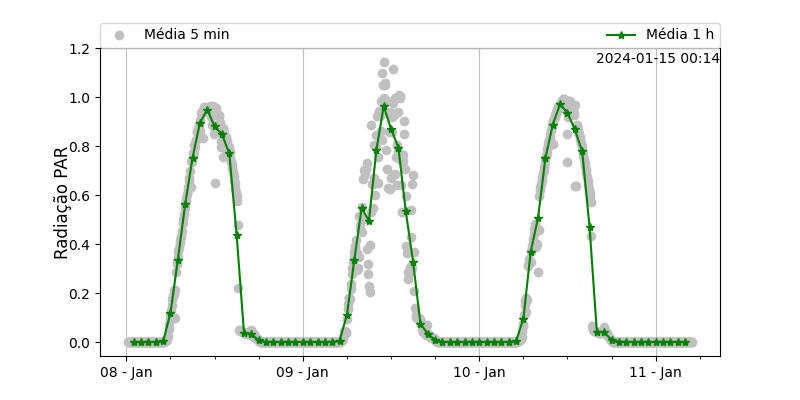 Média 5 min
Média 1 h
2024-01-15 00:14
Radiação PAR
1.2
1.0
0.8
0.6
0.4
0.2
0.0
08 - Jan
09 - Jan
10 - Jan
11 - Jan